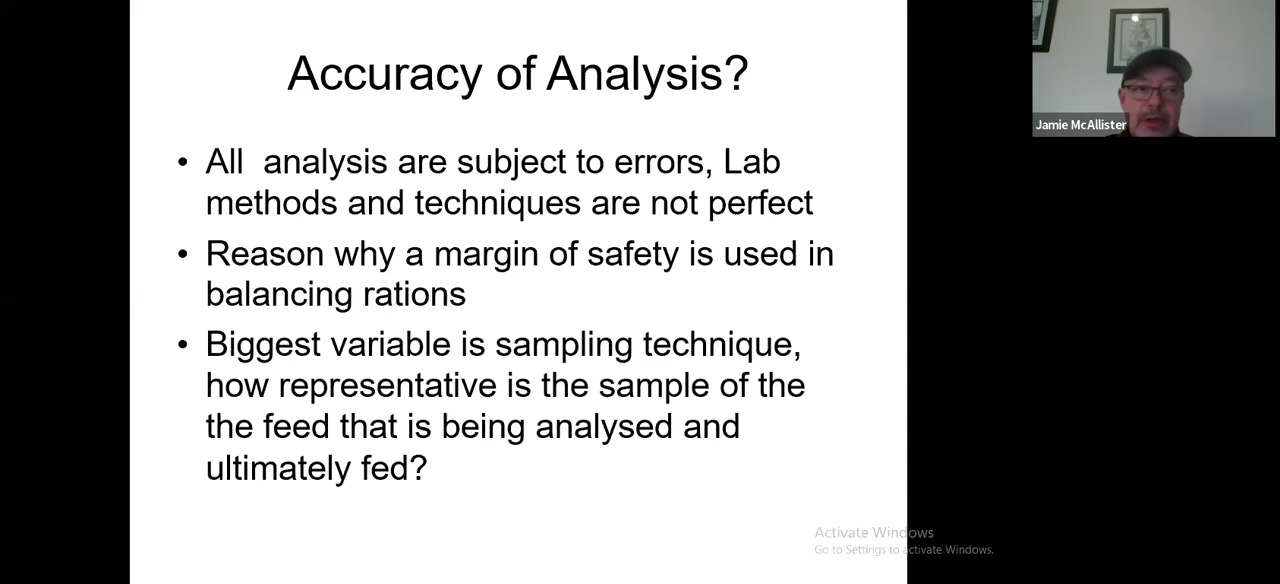 Accuracy of Analysis?
• All  analysis are subject to errors, Lab
methods and techniques are not perfect
• Reason why a margin of safety is used in
balancing rations
• Biggest variable is sampling technique,
how representative is the sample of the
the feed that is being analysed and
ultimately fed?
Jamie McAllister
Activate Windows
Go to Settings to activate Windows.